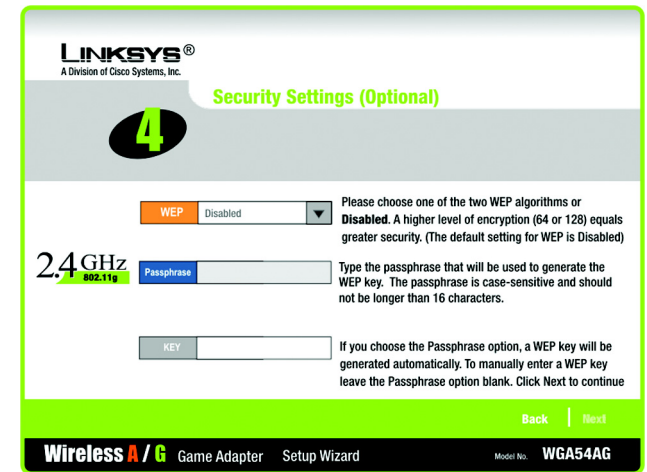 LINKSYS®
A Division of Cisco Systems, Inc.
Security Settings (Optional)
4
WEP Disabled
Please choose one of the two WEP algorithms or
Disabled. A higher level of encryption (64 or 128) equals
greater security. (The default setting for WEP is Disabled)
2.4 GHz
802.11g
Passphrase
Type the passphrase that will be used to generate the
WEP key. The passphrase is case-sensitive and should
not be longer than 16 characters.
KEY
If you choose the Passphrase option, a WEP key will be
generated automatically. To manually enter a WEP key
leave the Passphrase option blank. Click Next to continue
Back Next
Wireless A / G Game Adapter Setup Wizard Model No. WGA54AG